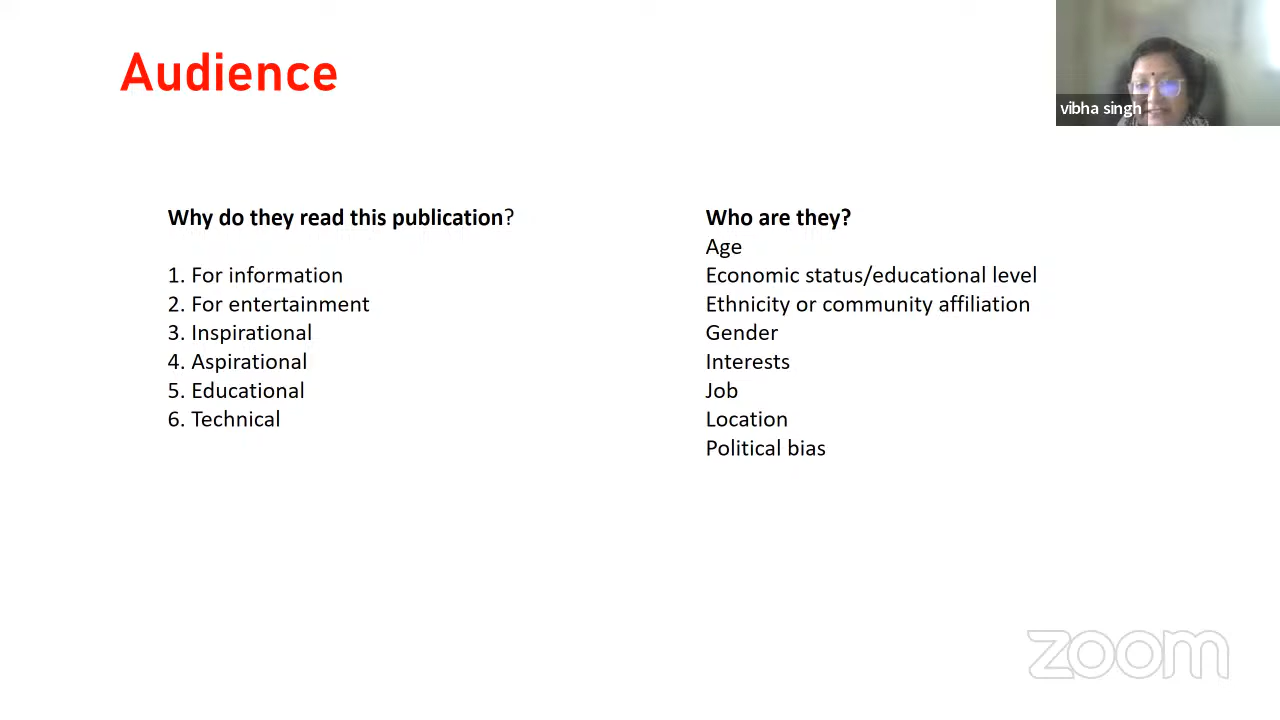 Audience
vibha singh
Why do they read this publication?
1. For information
2. For entertainment
3. Inspirational
4. Aspirational
5. Educational
6. Technical
Who are they?
Age
Economic status/educational level
Ethnicity or community affiliation
Gender
Interests
Job
Location
Political bias
zoom